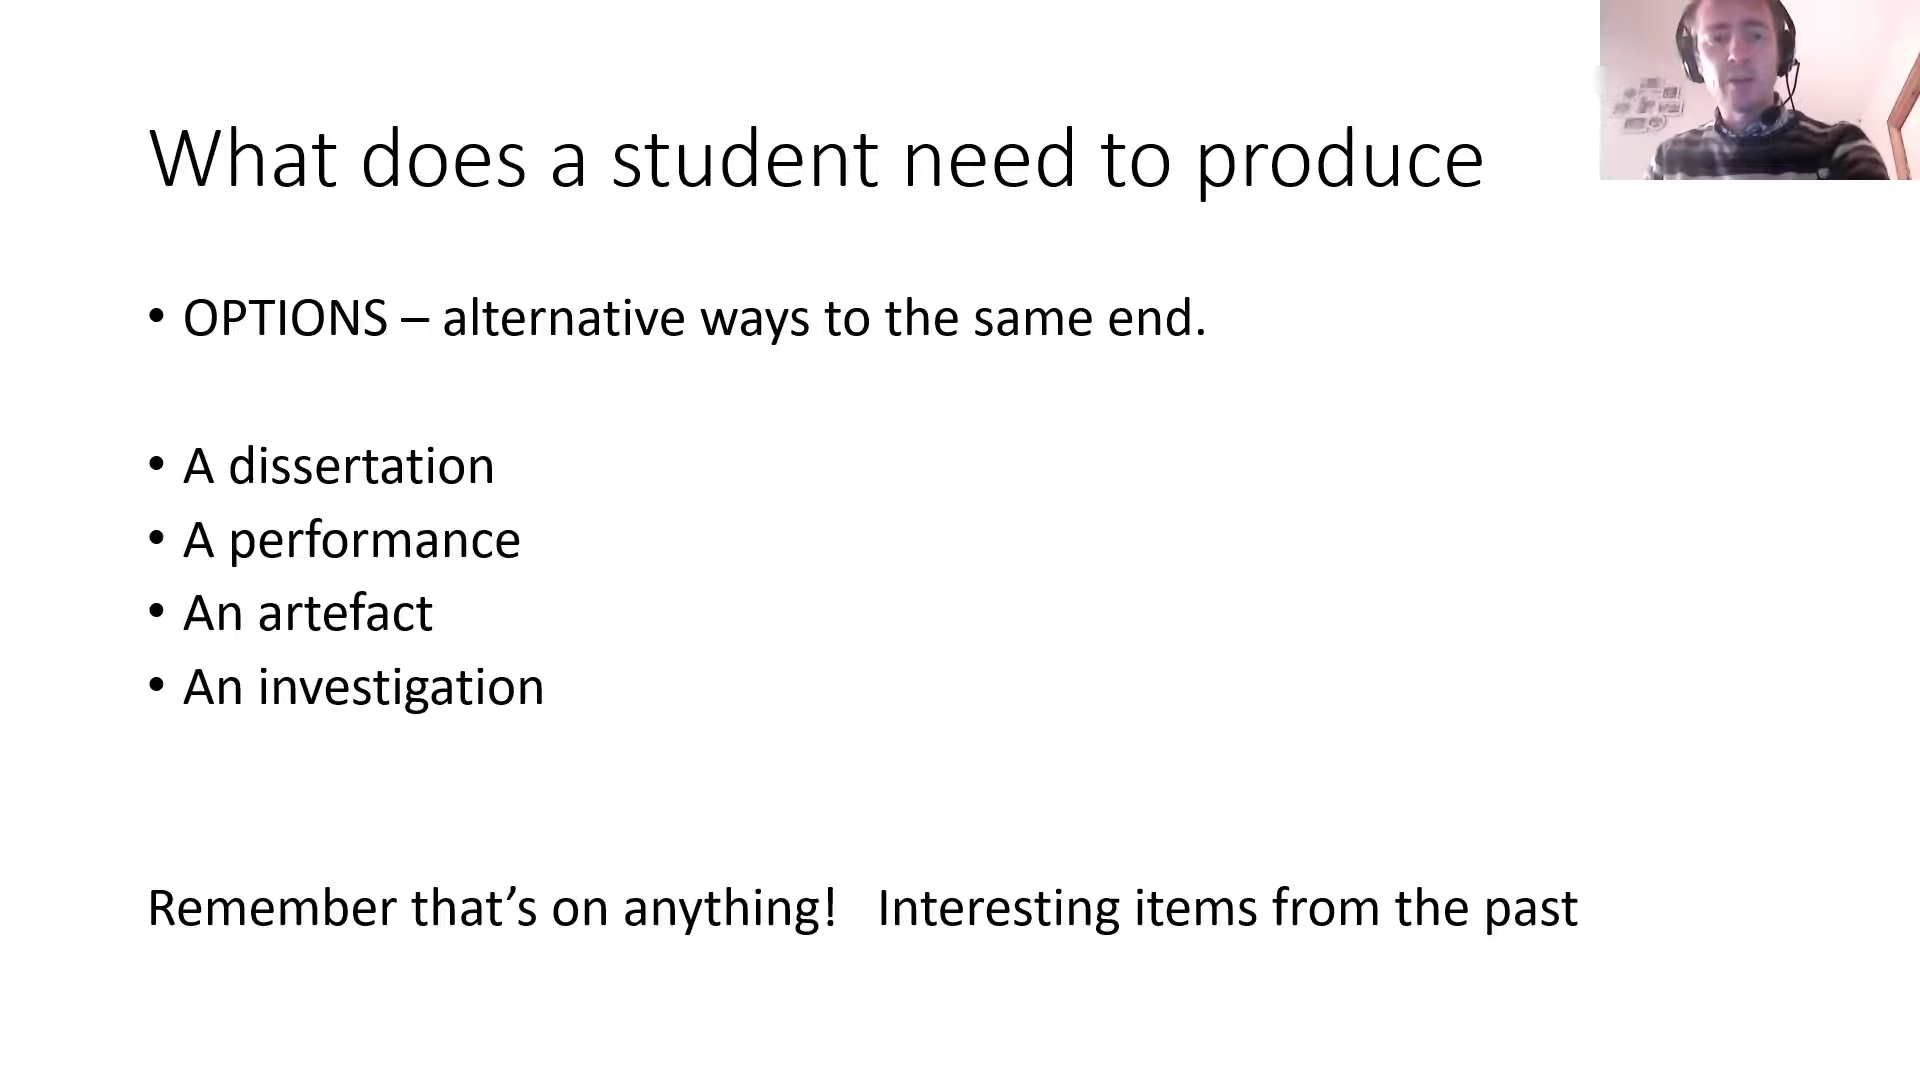 What does a student need to produce
• OPTIONS – alternative ways to the same end.
• A dissertation
• A performance
• An artefact
• An investigation
Remember that’s on anything!   Interesting items from the past